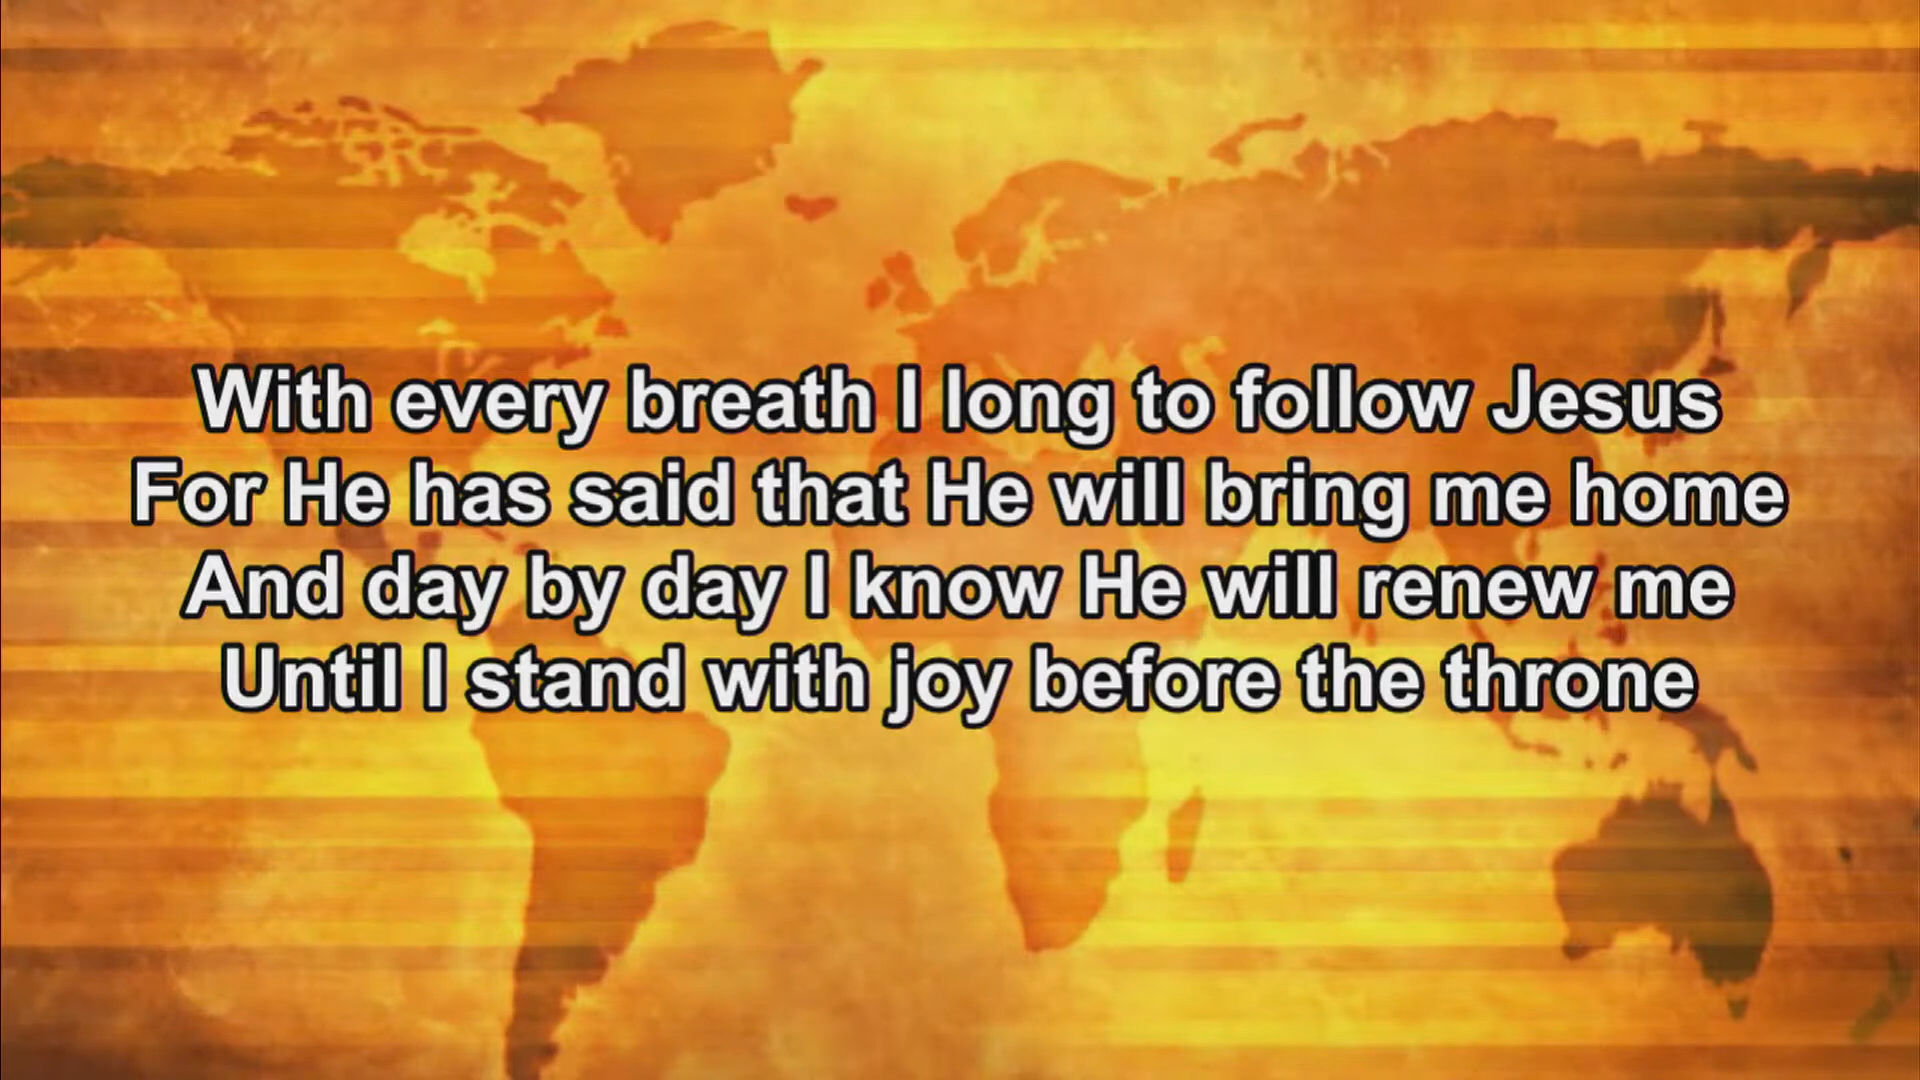 With every breath I long to follow Jesus
For He has said that He will bring me home
And day by day I know He will renew me
Until I stand with joy before the throne